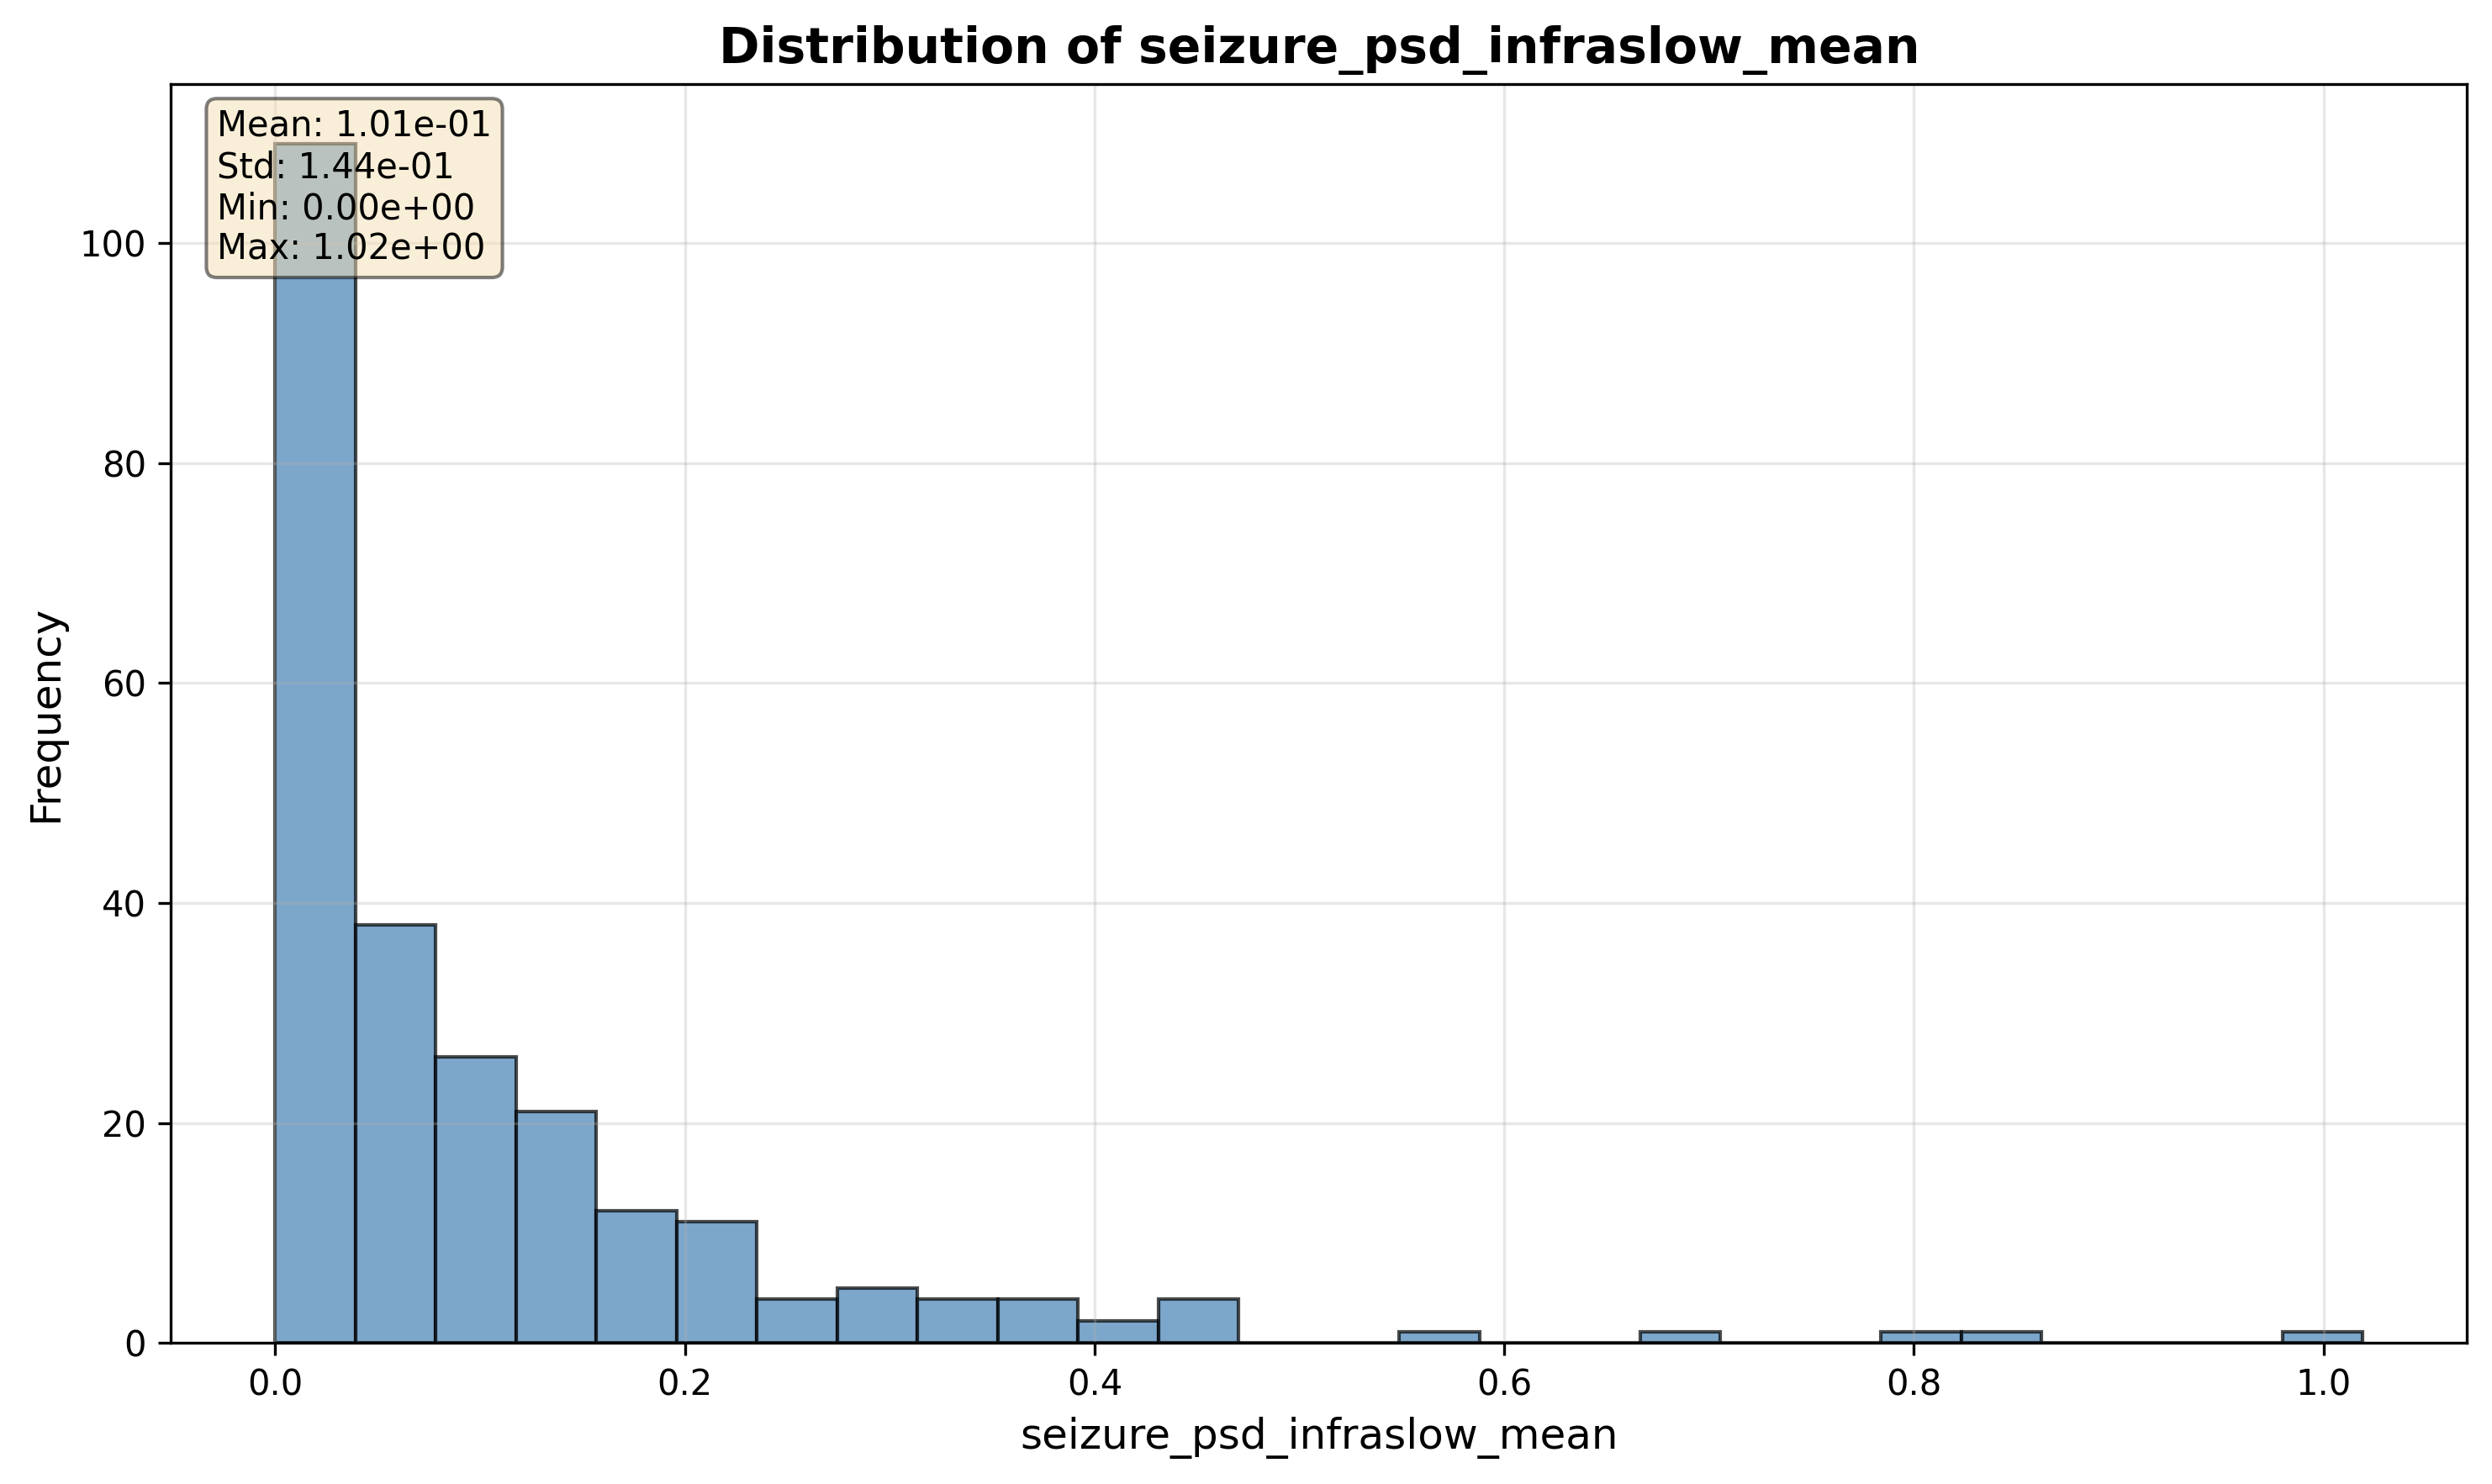 Distribution of seizure_psd_infraslow_mean
Mean: 1.01e-01
Std: 1.44e-01
Min: 0.00e+00
Max: 1.02e+00
100
80
60
40
20
0
Frequency
0.0 0.2 0.4 0.6 0.8 1.0
seizure_psd_infraslow_mean